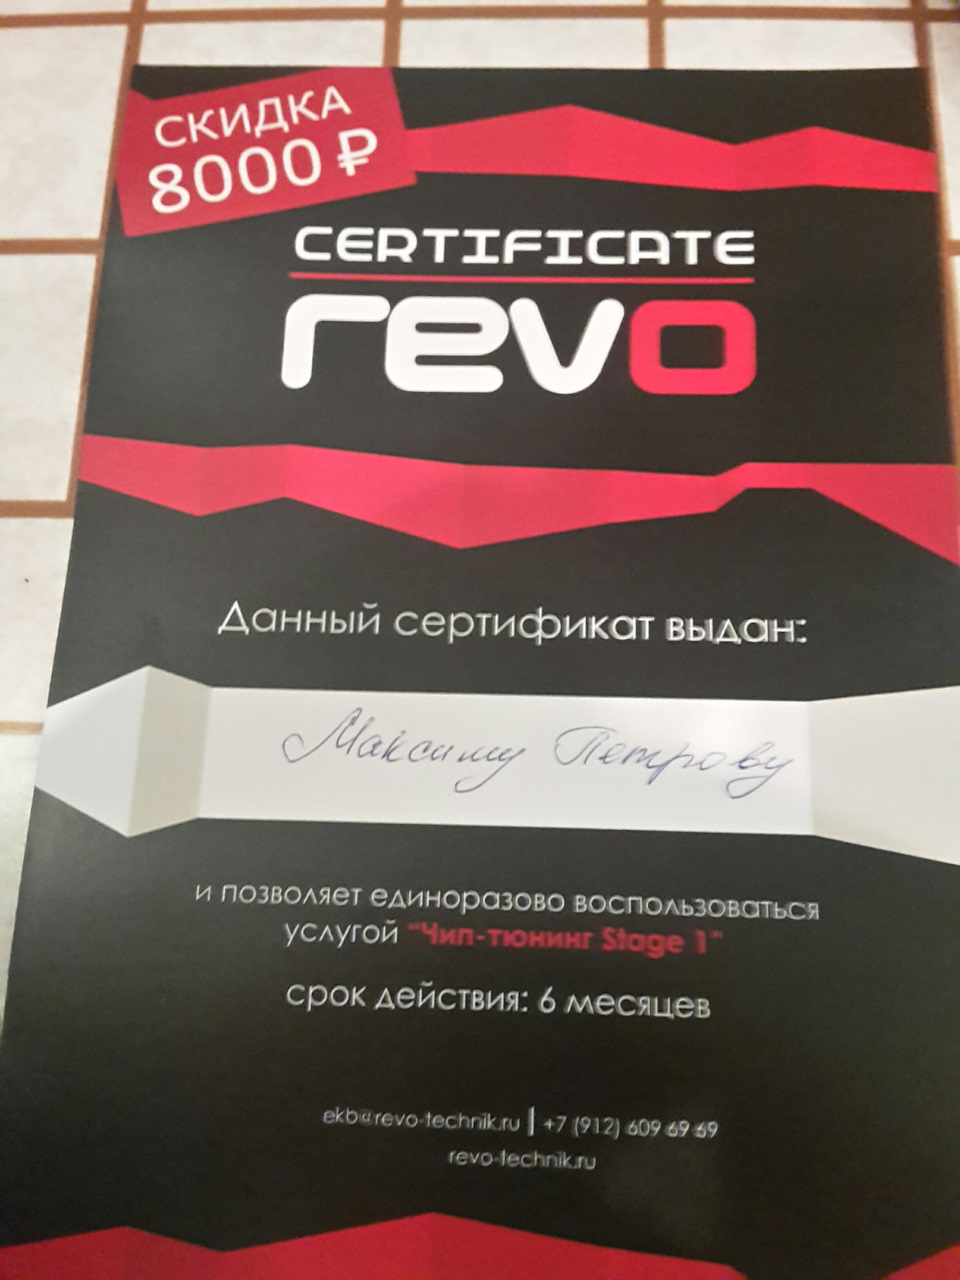 СКИДКА
8000 ₽
CERTIFICATE
revo
Данный сертификат выдан:
Максиму Петрову
и позволяет единоразово воспользоваться
услугой "Чип-тюнинг Stage 1"
срок действия: 6 месяцев
ekb@revo-technik.ru | +7 (912) 609 69 69
revo-technik.ru